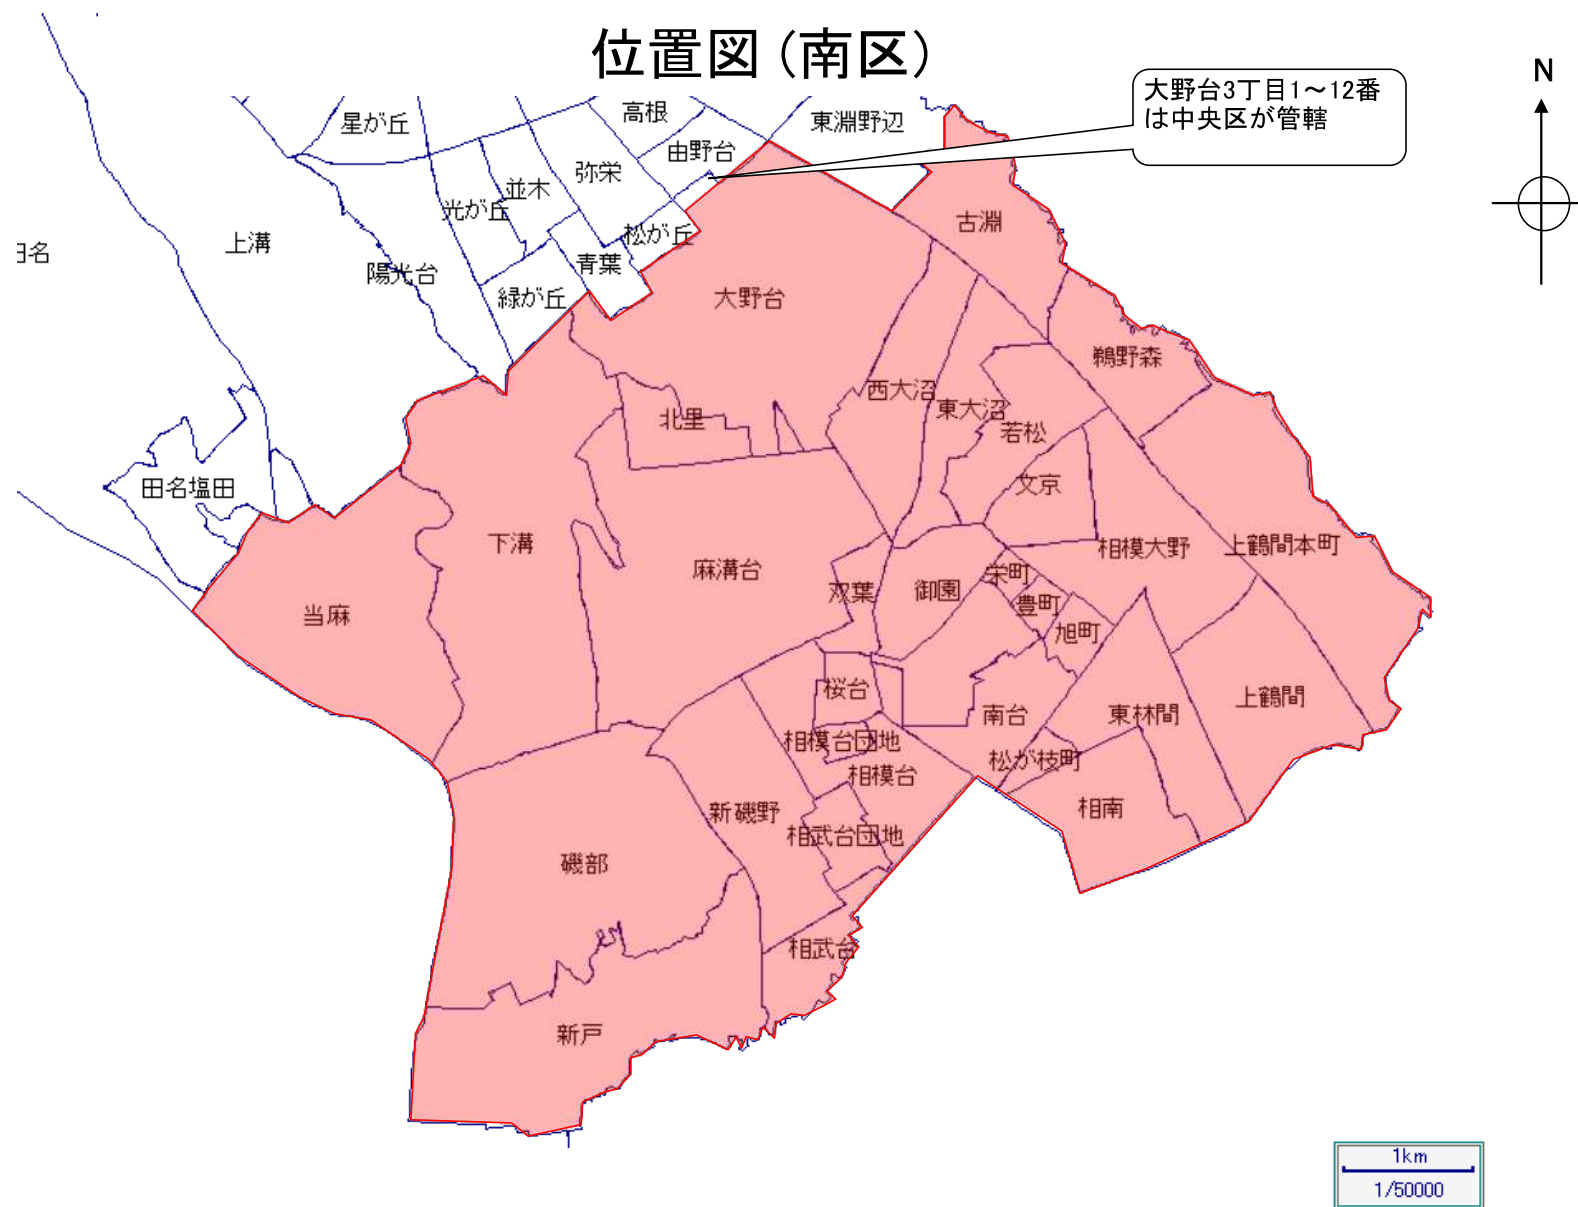 位置図(南区)
N
大野台3丁目1～12番
は中央区が管轄
高根
星が丘
東淵野辺
由野台
弥栄
並木
光が丘
古淵
松が丘
上溝
青葉
陽光台
緑が丘
大野台
鵜野森
西大沼
東大沼
北里
若松
田名塩田
文京
下溝
相模大野
上鶴間本町
麻溝台
栄町
双葉
御園
豊町
当麻
旭町
桜台
上鶴間
南台
東林間
相模台団地
松が枝町
相模台
相南
新磯野
相武台団地
磯部
相武台
新戸
1km
1/50000